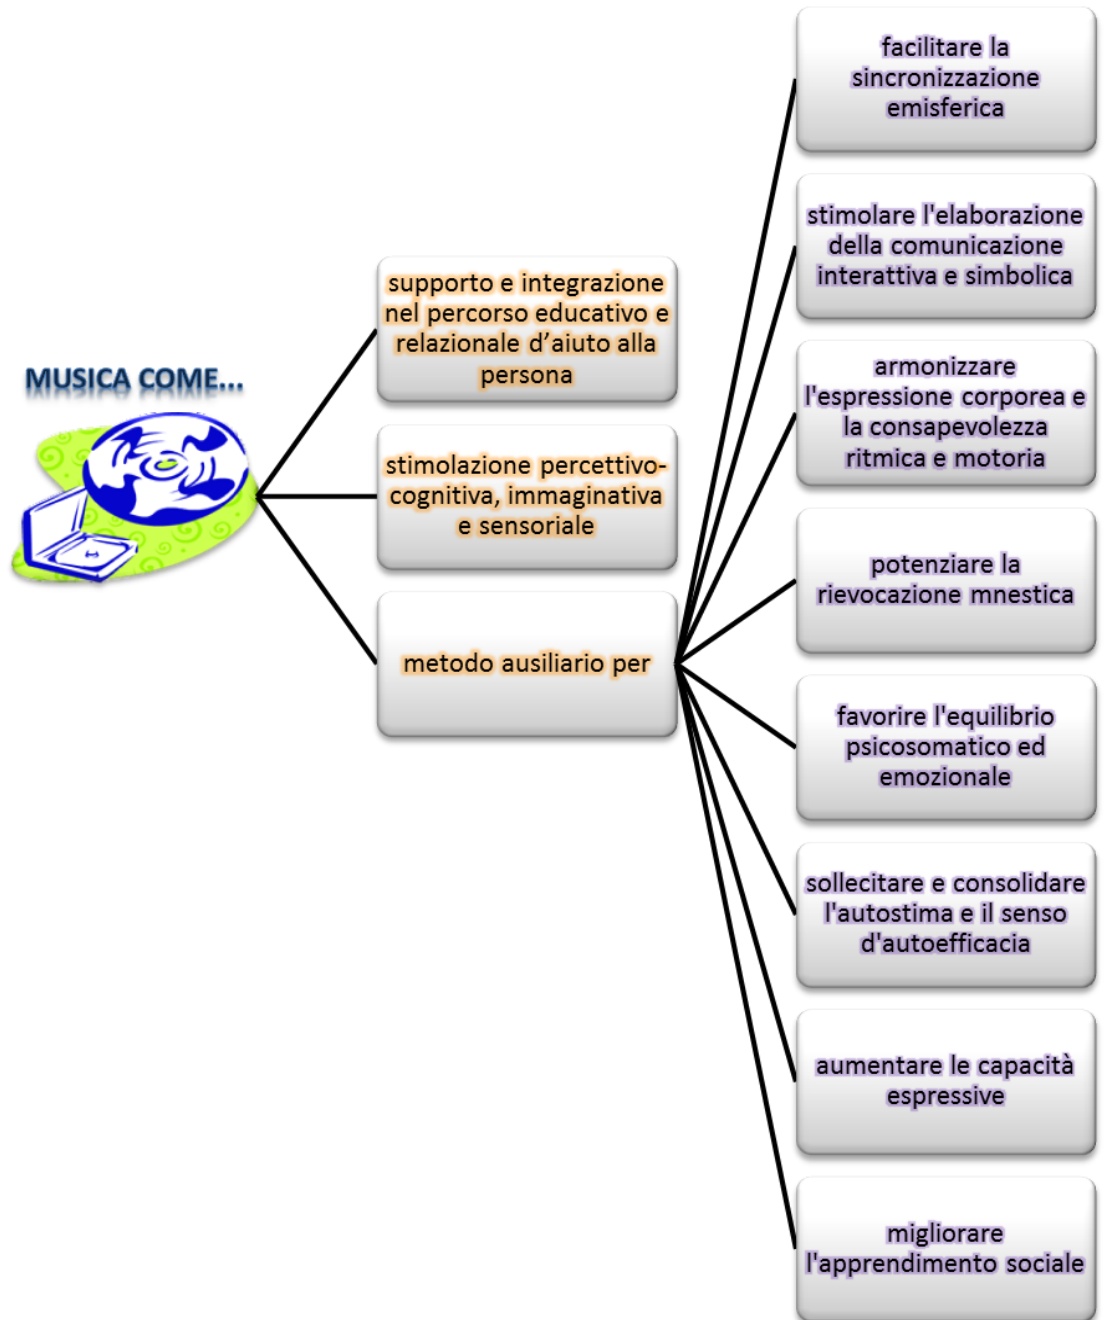 MUSICA COME...
supporto e integrazione
nel percorso educativo e
relazionale d’aiuto alla
persona
stimolazione percettivo-
cognitiva, immaginativa
e sensoriale
metodo ausiliario per
facilitare la
sincronizzazione
emisferica
stimolare l'elaborazione
della comunicazione
interattiva e simbolica
armonizzare
l'espressione corporea e
la consapevolezza
ritmica e motoria
potenziare la
rievocazione mnestica
favorire l'equilibrio
psicosomatico ed
emozionale
sollecitare e consolidare
l'autostima e il senso
d'autoefficacia
aumentare le capacità
espressive
migliorare
l'apprendimento sociale